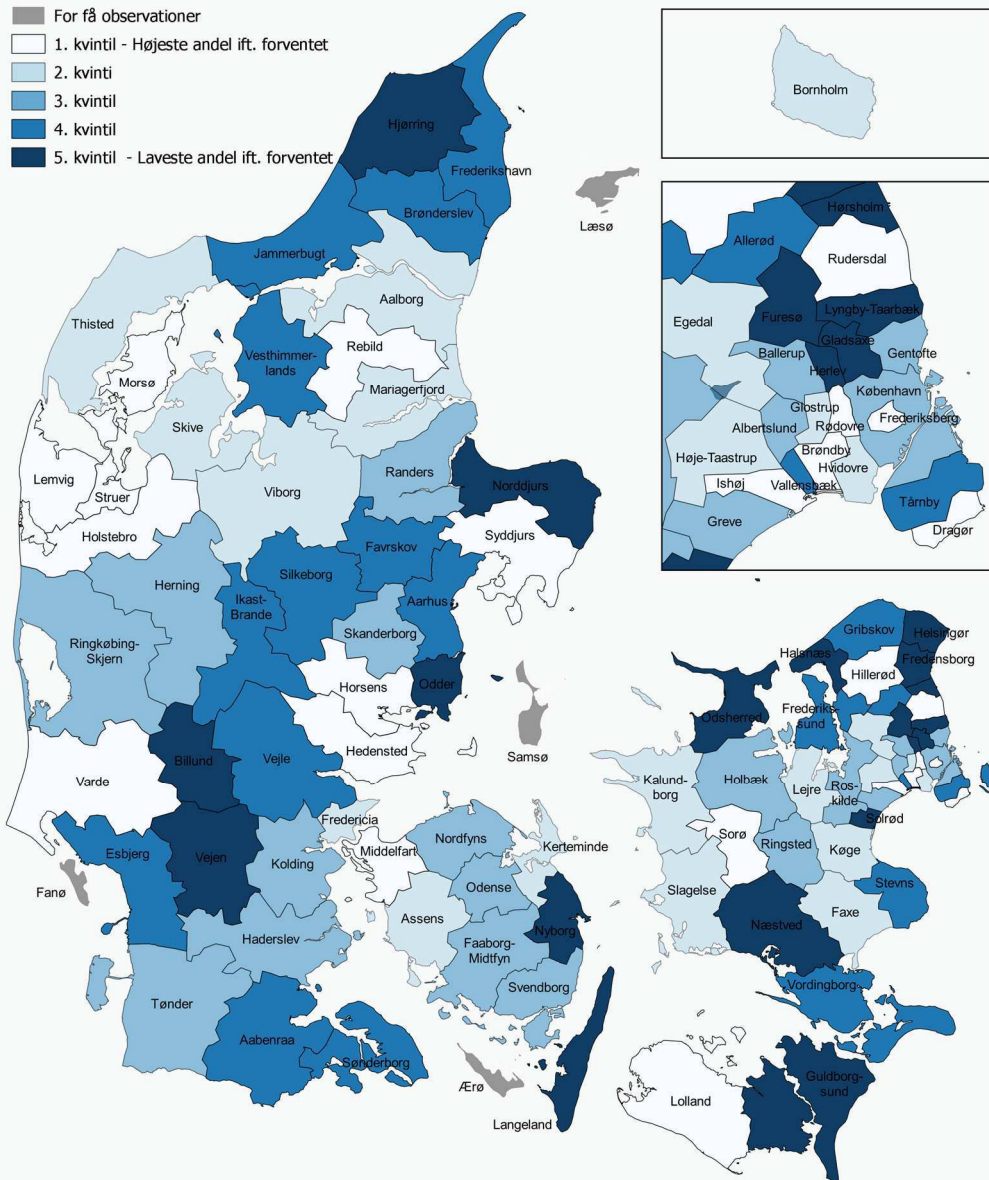 For få observationer
1. kvintil - Højeste andel ift. forventet
2. kvinti
3. kvintil
4. kvintil
5. kvintil - Laveste andel ift. forventet
Hjørring
Frederikshavn
Brønderslev
Læsø
Jammerbugt
Aalborg
Thisted
Rebild
Vesthimmer-
lands
Morsø
Mariagerfjord
Skive
Randers
Lemvig
Viborg
Norddjurs
Struer
Holstebro
Syddjurs
Favrskov
Silkeborg
Herning
Ikast-
Brande
Aarhus
Skanderborg
Ringkøbing-
Skjern
Horsens
Odder
Hedensted
Samsø
Varde
Billund
Vejle
Fredericia
Nordfyns
Kerteminde
Middelfart
Esbjerg
Vejen
Kolding
Odense
Fanø
Assens
Nyborg
Haderslev
Faaborg-
Midtfyn
Svendborg
Tønder
Aabenraa
Sønderborg
Ærø
Langeland
Bornholm
Hørsholm
Allerød
Rudersdal
Egedal
Furesø
Lyngby-Taarbæk
Gladsaxe
Ballerup
Gentofte
Herlev
København
Glostrup
Frederiksberg
Albertslund
Rødovre
Brøndby
Høje-Taastrup
Hvidovre
Ishøj
Vallensbæk
Tårnby
Greve
Dragør
Gribskov
Helsingør
Halsnæs
Fredensborg
Hillerød
Odsherred
Frederiks-
sund
Kalund-
borg
Holbæk
Lejre
Ros-
kilde
Solrød
Sorø
Ringsted
Køge
Slagelse
Stevns
Næstved
Faxe
Vordingborg
Guldborg-
sund
Lolland